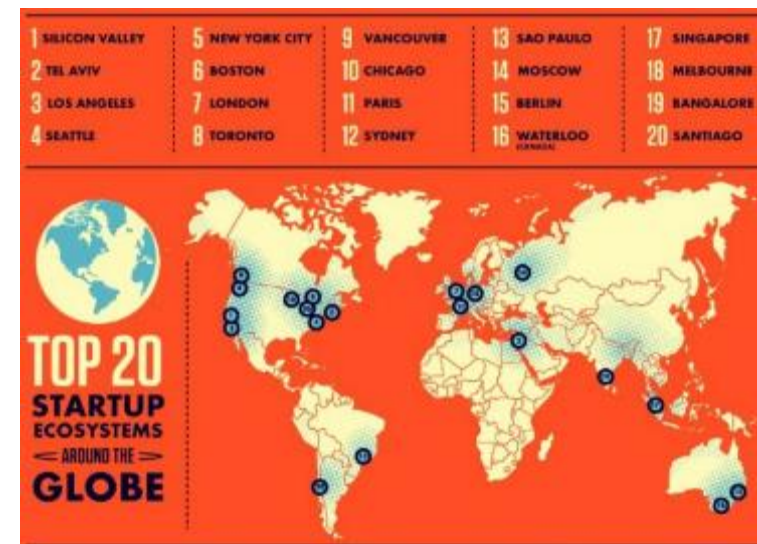 1 SILICON VALLEY
2 TEL AVIV
3 LOS ANGELES
4 SEATTLE
5 NEW YORK CITY
6 BOSTON
7 LONDON
8 TORONTO
9 VANCOUVER
10 CHICAGO
11 PARIS
12 SYDNEY
13 SAO PAULO
14 MOSCOW
15 BERLIN
16 WATERLOO
(CANADA)
17 SINGAPORE
18 MELBOURNE
19 BANGALORE
20 SANTIAGO
TOP 20
STARTUP
ECOSYSTEMS
AROUND THE
GLOBE